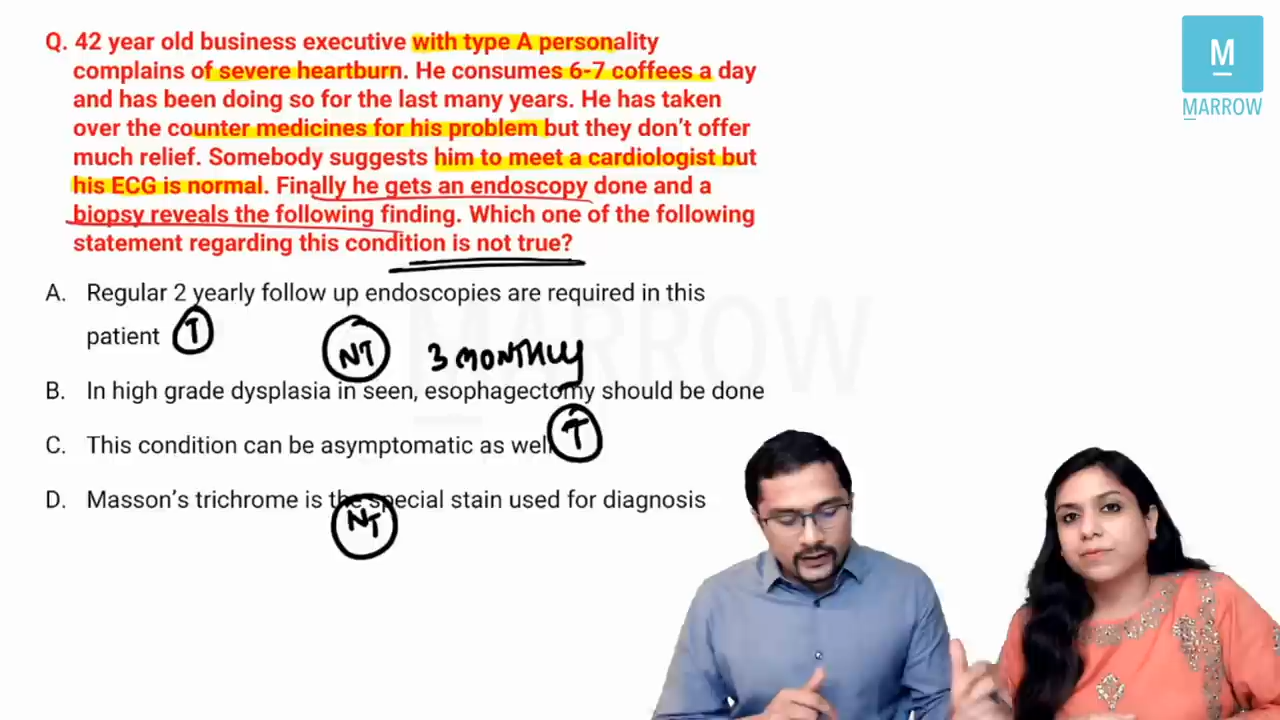 Q. 42 year old business executive with type A personality
complains of severe heartburn. He consumes 6-7 coffees a day
and has been doing so for the last many years. He has taken
over the counter medicines for his problem but they don't offer
much relief. Somebody suggests him to meet a cardiologist but
his ECG is normal. Finally he gets an endoscopy done and a
biopsy reveals the following finding. Which one of the following
statement regarding this condition is not true?
M
MARROW
A. Regular 2 yearly follow up endoscopies are required in this
patient T
NT 3 MONTHLY
B. In high grade dysplasia in seen, esophagectomy should be done
C. This condition can be asymptomatic as well T
D. Masson's trichrome is the special stain used for diagnosis
NT
MARROW